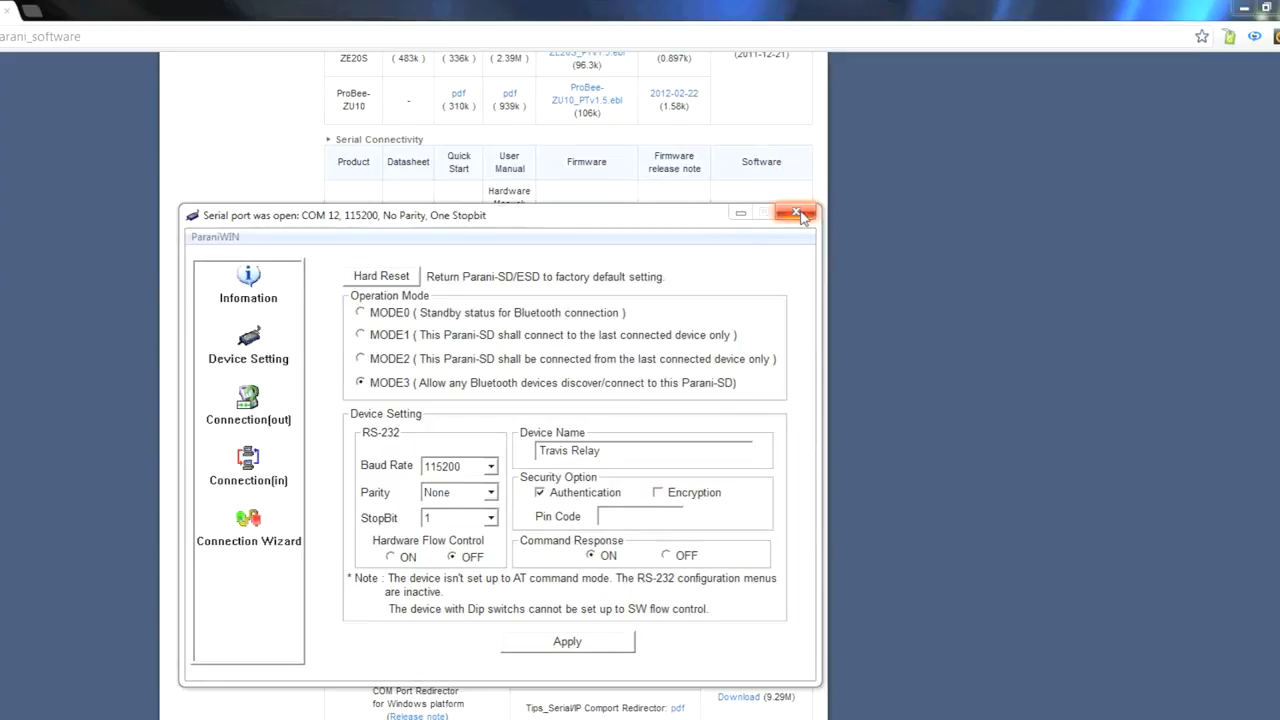 arani_software
ZE20S
( 483k )
( 336k )
( 2.39M )
ZE20S_PTv1.5.ebl
(96.3k)
(0.897k)
(2011-12-21)
ProBee-
ZU10
-
pdf
( 310k )
pdf
( 939k )
ProBee-
ZU10_PTv1.5.ebl
(106k)
2012-02-22
(1.58k)
Serial Connectivity
Product
Datasheet
Quick
Start
User
Manual
Firmware
Firmware
release note
Software
Hardware
Serial port was open: COM 12, 115200, No Parity, One Stopbit
ParaniWIN
Infomation
Device Setting
Connection(out)
Connection(in)
Connection Wizard
Hard Reset
Return Parani-SD/ESD to factory default setting.
Operation Mode
MODE0 ( Standby status for Bluetooth connection )
MODE1 ( This Parani-SD shall connect to the last connected device only )
MODE2 ( This Parani-SD shall be connected from the last connected device only )
MODE3 ( Allow any Bluetooth devices discover/connect to this Parani-SD)
Device Setting
RS-232
Baud Rate 115200
Parity None
StopBit 1
Hardware Flow Control
ON OFF
Device Name
Travis Relay
Security Option
Authentication Encryption
Pin Code
Command Response
ON OFF
* Note : The device isn't set up to AT command mode. The RS-232 configuration menus
are inactive.
The device with Dip switchs cannot be set up to SW flow control.
Apply
COM Port Redirector
for Windows platform
(Release note)
Tips_Serial/IP Comport Redirector: pdf
Download (9.29M)